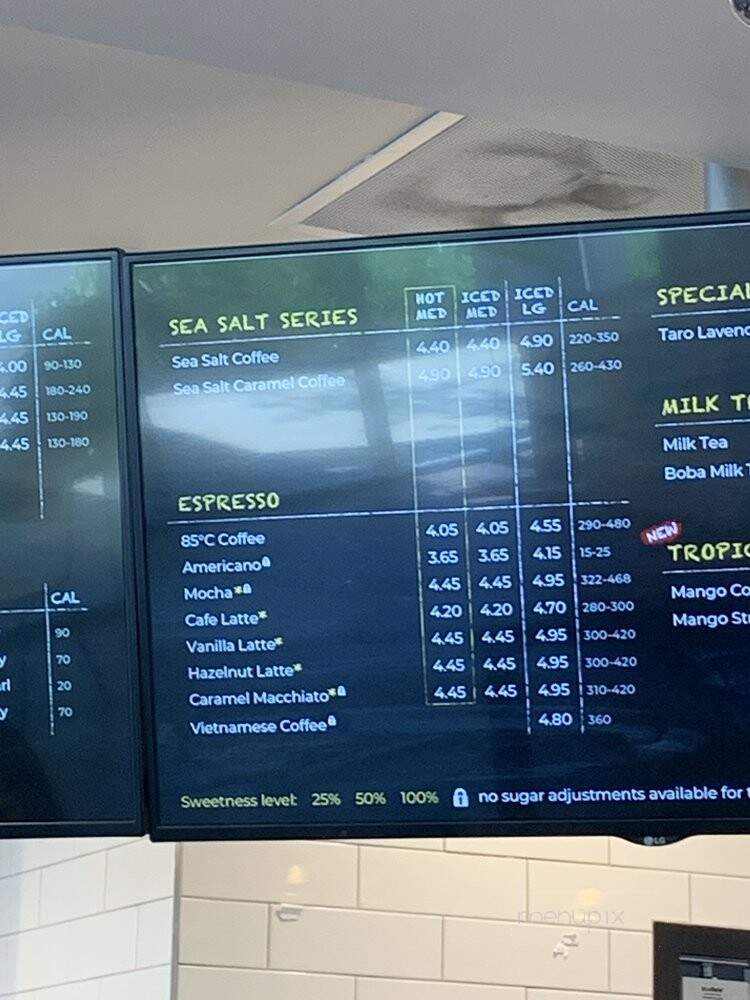 CED
LG CAL
4.00 90-130
4.45 180-240
4.45 130-190
4.45 130-180
CAL
90
y 70
rl 20
y 70
SEA SALT SERIES HOT MED ICED MED ICED LG CAL
Sea Salt Coffee 4.40 4.40 4.90 220-350
Sea Salt Caramel Coffee 4.90 4.90 5.40 260-430
ESPRESSO
85°C Coffee 4.05 4.05 4.55 290-480
Americano 3.65 3.65 4.15 15-25
Mocha* 4.45 4.45 4.95 322-468
Cafe Latte* 4.20 4.20 4.70 280-300
Vanilla Latte* 4.45 4.45 4.95 300-420
Hazelnut Latte* 4.45 4.45 4.95 300-420
Caramel Macchiato* 4.45 4.45 4.95 310-420
Vietnamese Coffee 4.80 360
Sweetness level: 25% 50% 100% no sugar adjustments available for t
SPECIAL
Taro Lavend
MILK T
Milk Tea
Boba Milk T
NEW
TROPIC
Mango Co
Mango Str
LG
menupix